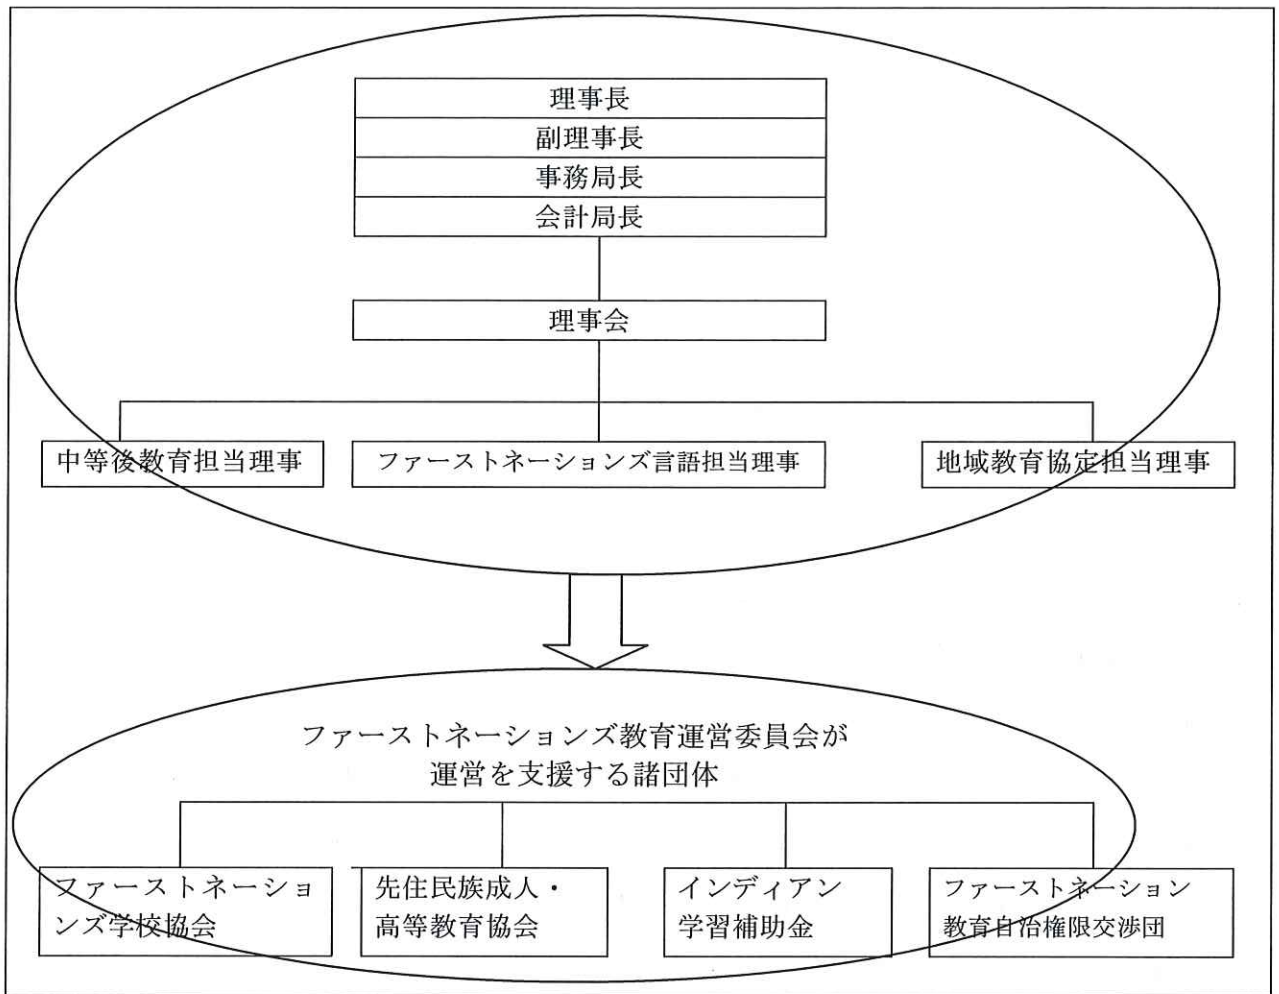 理事長
副理事長
事務局長
会計局長
理事会
中等後教育担当理事
ファーストネーションズ言語担当理事
地域教育協定担当理事
ファーストネーションズ教育運営委員会が
運営を支援する諸団体
ファーストネーショ
ンズ学校協会
先住民族成人・
高等教育協会
インディアン
学習補助金
ファーストネーション
教育自治権限交渉団